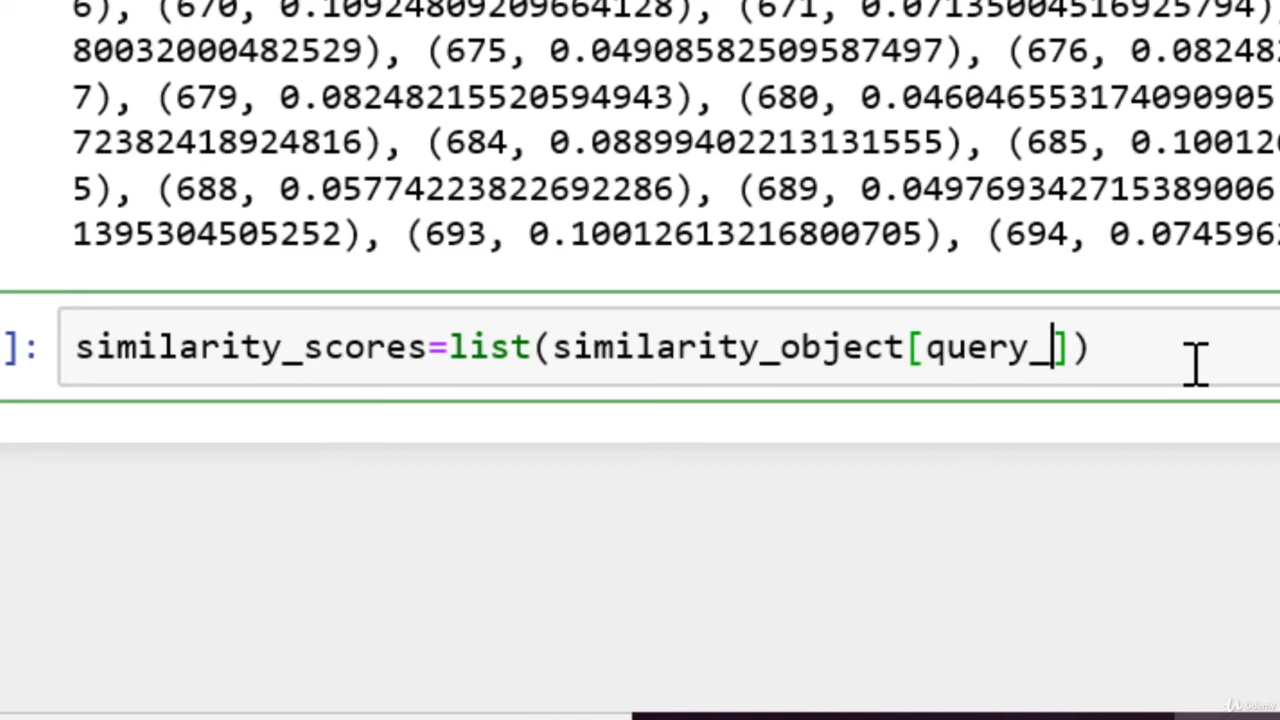 6), (670, 0.10924809209664128), (671, 0.07135004516925794)
80032000482529), (675, 0.04908582509587497), (676, 0.08248
7), (679, 0.08248215520594943), (680, 0.046046553174090905
72382418924816), (684, 0.08899402213131555), (685, 0.10012
5), (688, 0.05774223822692286), (689, 0.049769342715389006
1395304505252), (693, 0.10012613216800705), (694, 0.074596
]: similarity_scores=list(similarity_object[query_])
Udemy